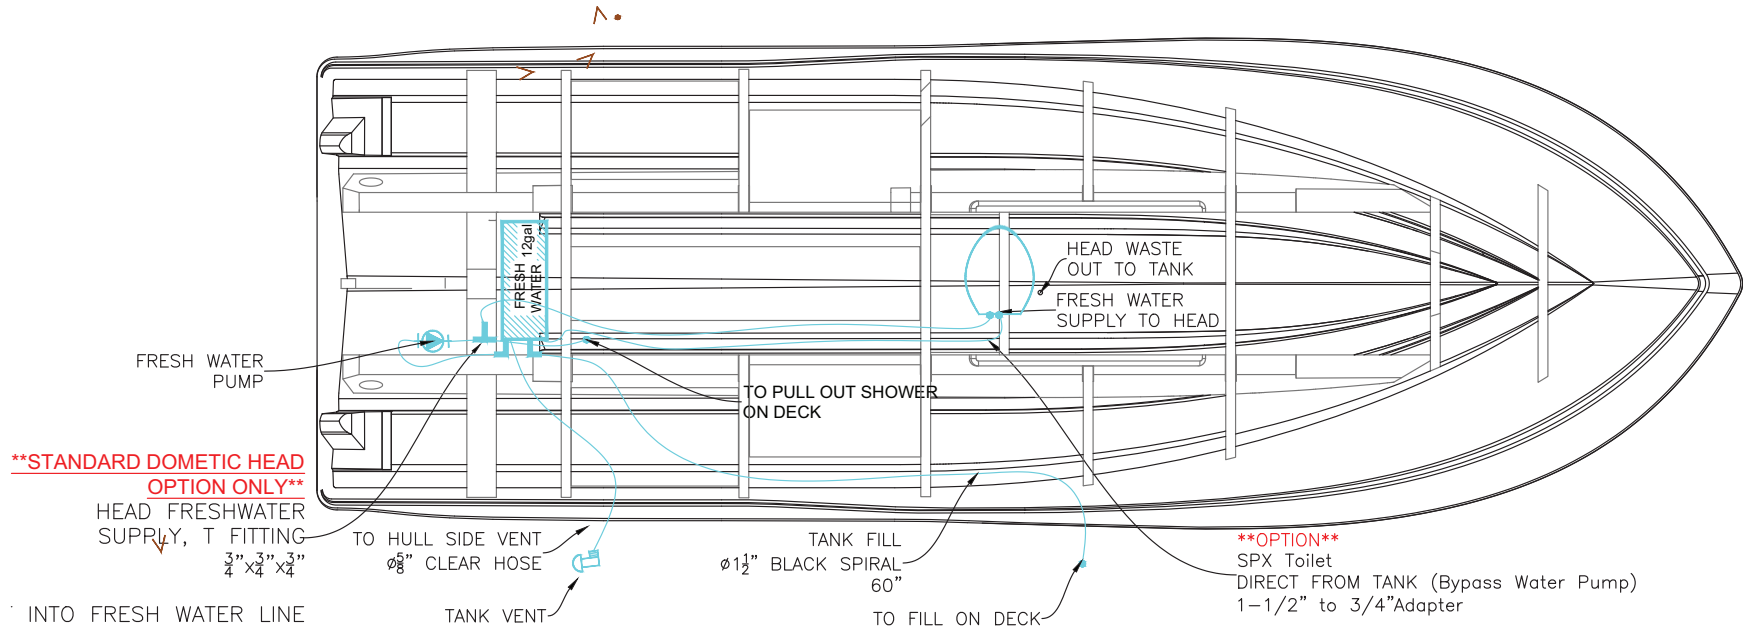 FRESH 12gal
WATER
HEAD WASTE
OUT TO TANK
FRESH WATER
SUPPLY TO HEAD
FRESH WATER
PUMP
TO PULL OUT SHOWER
ON DECK
**STANDARD DOMETIC HEAD
OPTION ONLY**
HEAD FRESHWATER
SUPPLY, T FITTING
3/4"x3/4"x3/4"
INTO FRESH WATER LINE
TO HULL SIDE VENT
ø5/8" CLEAR HOSE
TANK VENT
TANK FILL
ø1 1/2" BLACK SPIRAL
60"
TO FILL ON DECK
**OPTION**
SPX Toilet
DIRECT FROM TANK (Bypass Water Pump)
1-1/2" to 3/4"Adapter